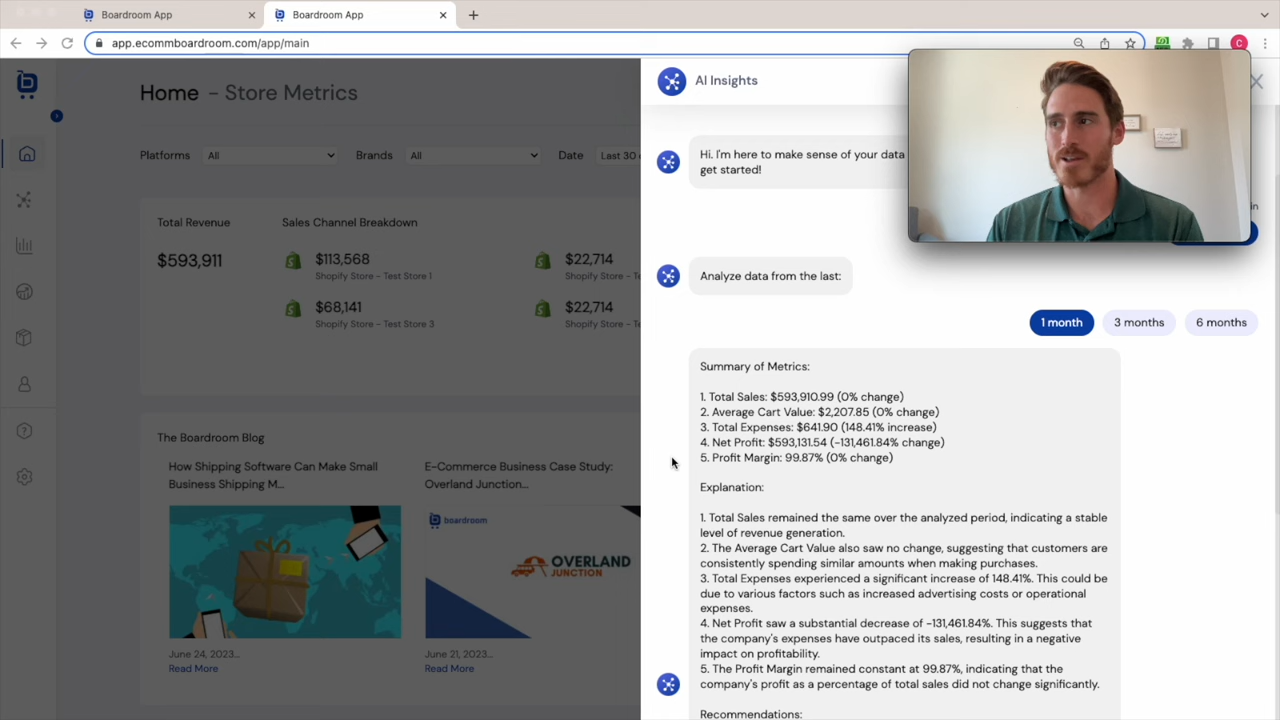 Boardroom App
Boardroom App
app.ecommboardroom.com/app/main
C
Home - Store Metrics
Platforms All Brands All Date Last 30
Total Revenue
$593,911
Sales Channel Breakdown
$113,568
Shopify Store - Test Store 1
$22,714
Shopify Store - Te
$68,141
Shopify Store - Test Store 3
$22,714
Shopify Store - Te
The Boardroom Blog
How Shipping Software Can Make Small
Business Shipping M...
June 24, 2023...
Read More
E-Commerce Business Case Study:
Overland Junction...
boardroom
OVERLAND
JUNCTION
June 21, 2023...
Read More
AI Insights
Hi. I'm here to make sense of your data
get started!
in
Analyze data from the last:
1 month
3 months
6 months
Summary of Metrics:
1. Total Sales: $593,910.99 (0% change)
2. Average Cart Value: $2,207.85 (0% change)
3. Total Expenses: $641.90 (148.41% increase)
4. Net Profit: $593,131.54 (-131,461.84% change)
5. Profit Margin: 99.87% (0% change)
Explanation:
1. Total Sales remained the same over the analyzed period, indicating a stable
level of revenue generation.
2. The Average Cart Value also saw no change, suggesting that customers are
consistently spending similar amounts when making purchases.
3. Total Expenses experienced a significant increase of 148.41%. This could be
due to various factors such as increased advertising costs or operational
expenses.
4. Net Profit saw a substantial decrease of -131,461.84%. This suggests that
the company's expenses have outpaced its sales, resulting in a negative
impact on profitability.
5. The Profit Margin remained constant at 99.87%, indicating that the
company's profit as a percentage of total sales did not change significantly.
Recommendations: